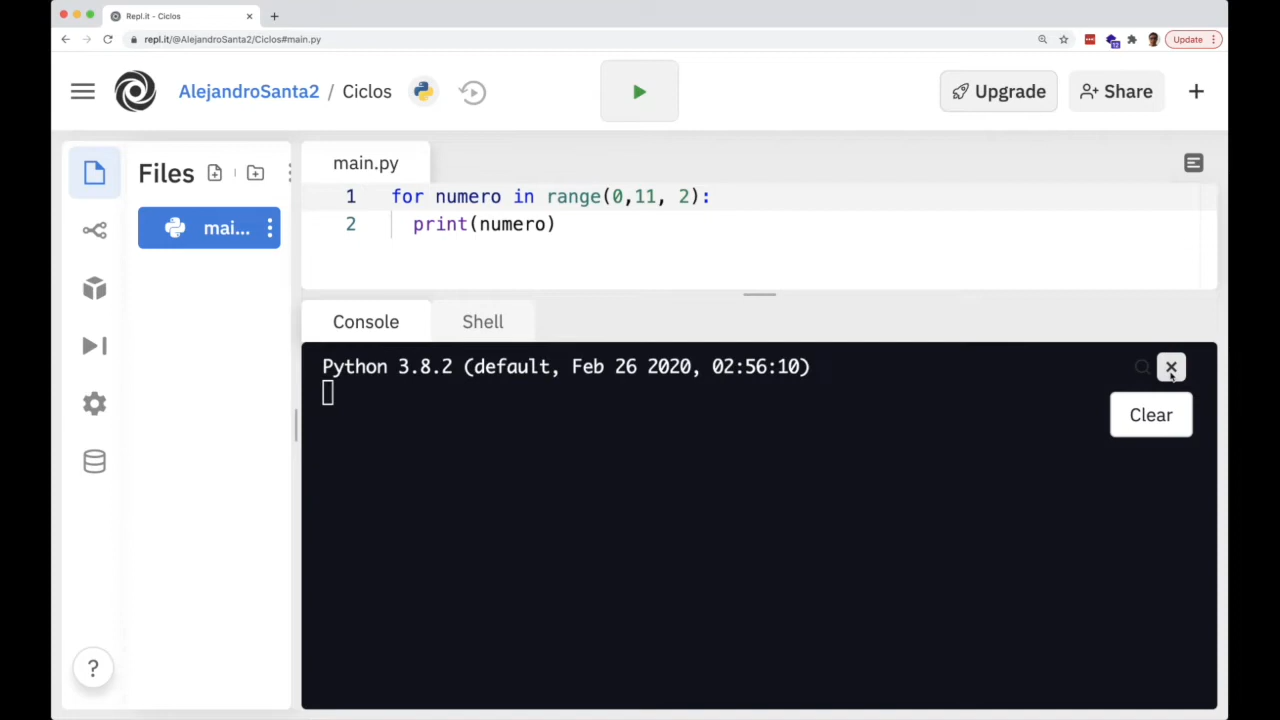 Repl.it - Ciclos
repl.it/@AlejandroSanta2/Ciclos#main.py
12
Update
AlejandroSanta2 / Ciclos
Upgrade
Share
Files
mai...
main.py
1 for numero in range(0,11, 2):
2 print(numero)
Console
Shell
Python 3.8.2 (default, Feb 26 2020, 02:56:10)
Clear
?